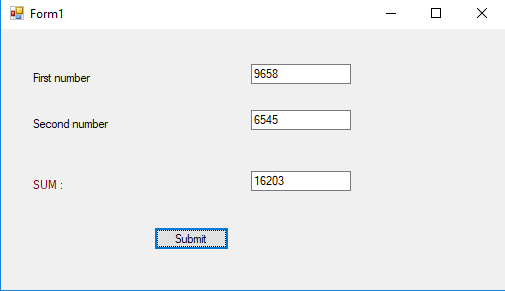 Form1
First number 9658
Second number 6545
SUM : 16203
Submit